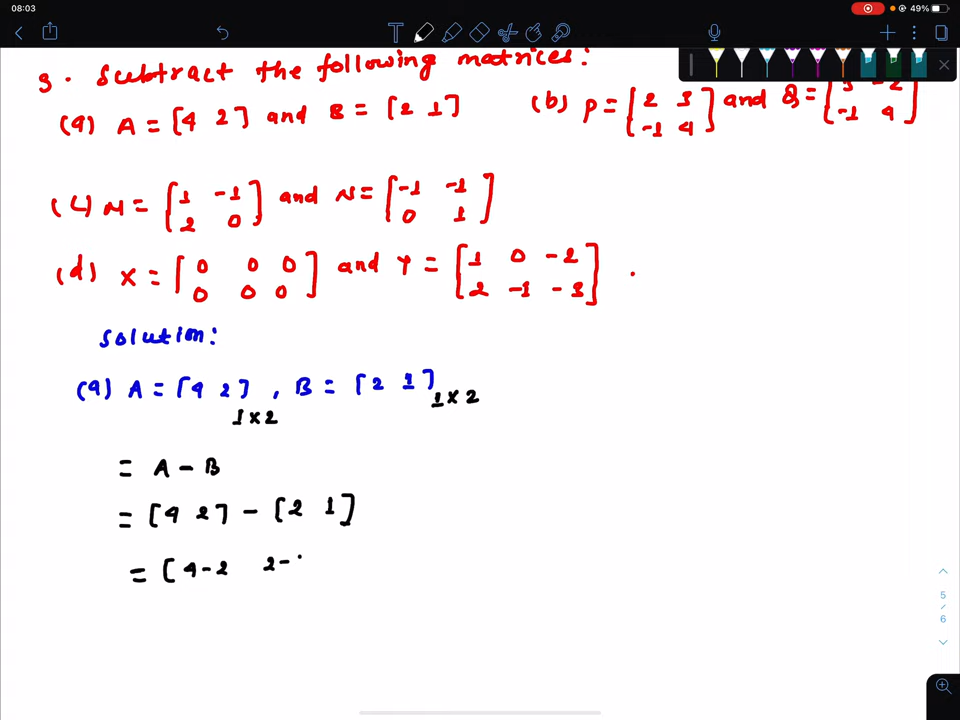 08:03
49%
3. Subtract the following matrices:
(a) A = [4 2] and B = [2 1] (b) P = [2 3 and Q = [3 -2
-1 4] -1 4]
(c) M = [1 -1 and N = [-1 -1
2 0] 0 1]
(d) X = [0 0 0 and Y = [1 0 -2
0 0 0] 2 -1 -3] .
Solution:
(a) A = [4 2] , B = [2 1]
1×2 1×2
= A - B
= [4 2] - [2 1]
= [4-2 2-
5
/
6